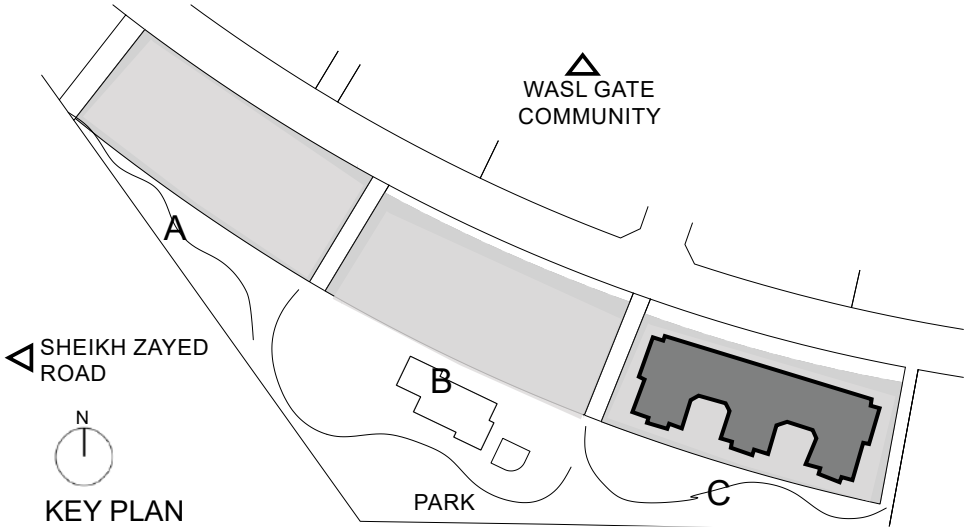 WASL GATE
COMMUNITY
A
SHEIKH ZAYED
ROAD
B
N
KEY PLAN
PARK
C